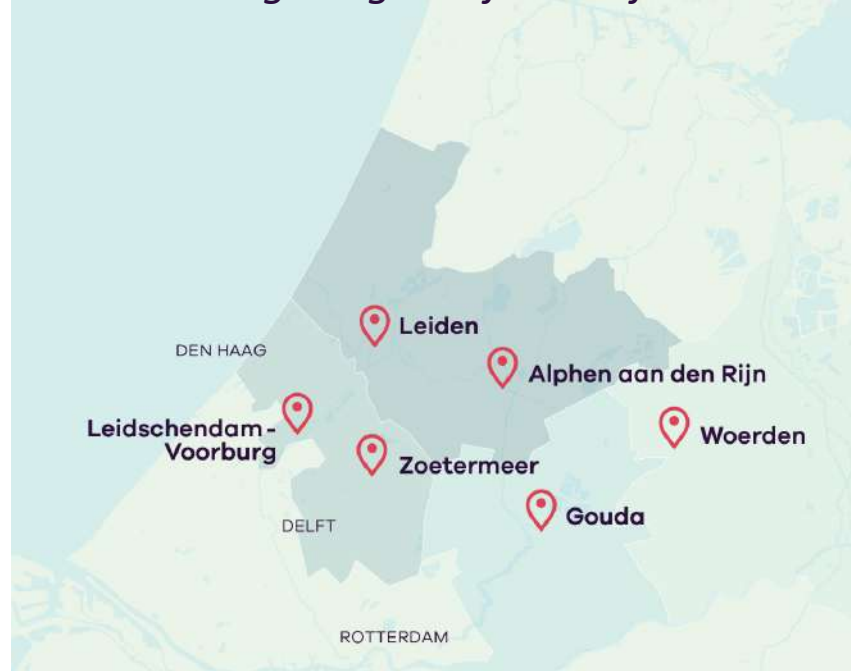 Leiden
DEN HAAG
Alphen aan den Rijn
Leidschendam-
Voorburg
Woerden
Zoetermeer
Gouda
DELFT
ROTTERDAM